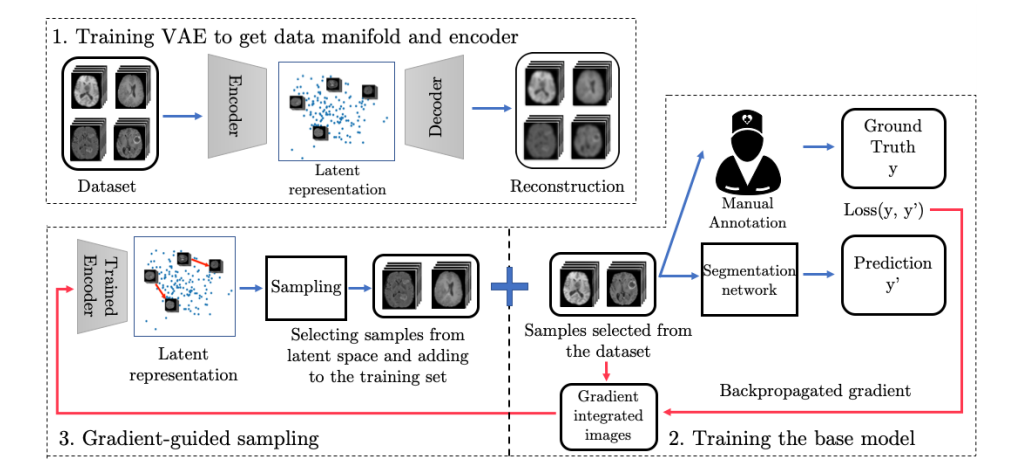 1. Training VAE to get data manifold and encoder
Encoder
Decoder
Dataset
Latent
representation
Reconstruction
Manual
Annotation
Ground
Truth
y
Loss(y, y')
Segmentation
network
Prediction
y'
Samples selected from
the dataset
Backpropagated gradient
Gradient
integrated
images
2. Training the base model
Trained
Encoder
Latent
representation
Sampling
Selecting samples from
latent space and adding
to the training set
3. Gradient-guided sampling